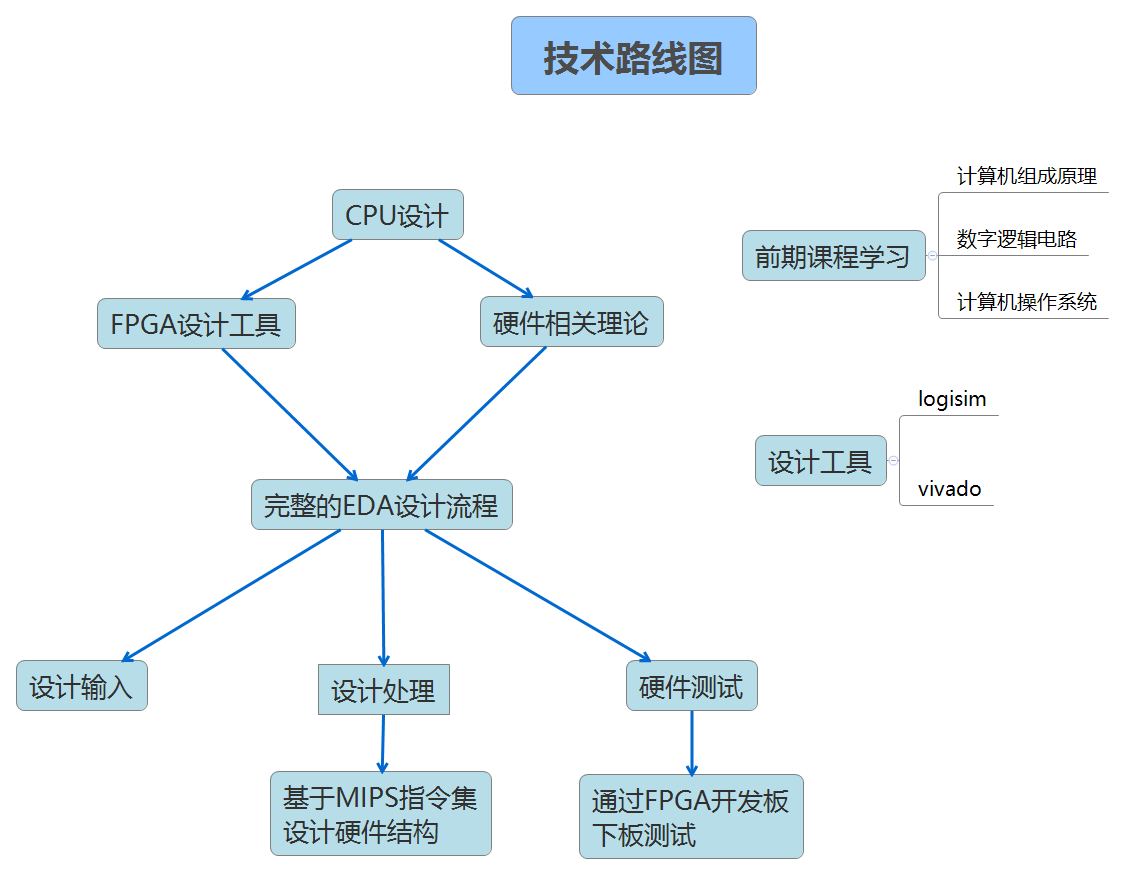 技术路线图
CPU设计
FPGA设计工具
硬件相关理论
完整的EDA设计流程
设计输入
设计处理
硬件测试
基于MIPS指令集
设计硬件结构
通过FPGA开发板
下板测试
前期课程学习
计算机组成原理
数字逻辑电路
计算机操作系统
设计工具
logisim
vivado